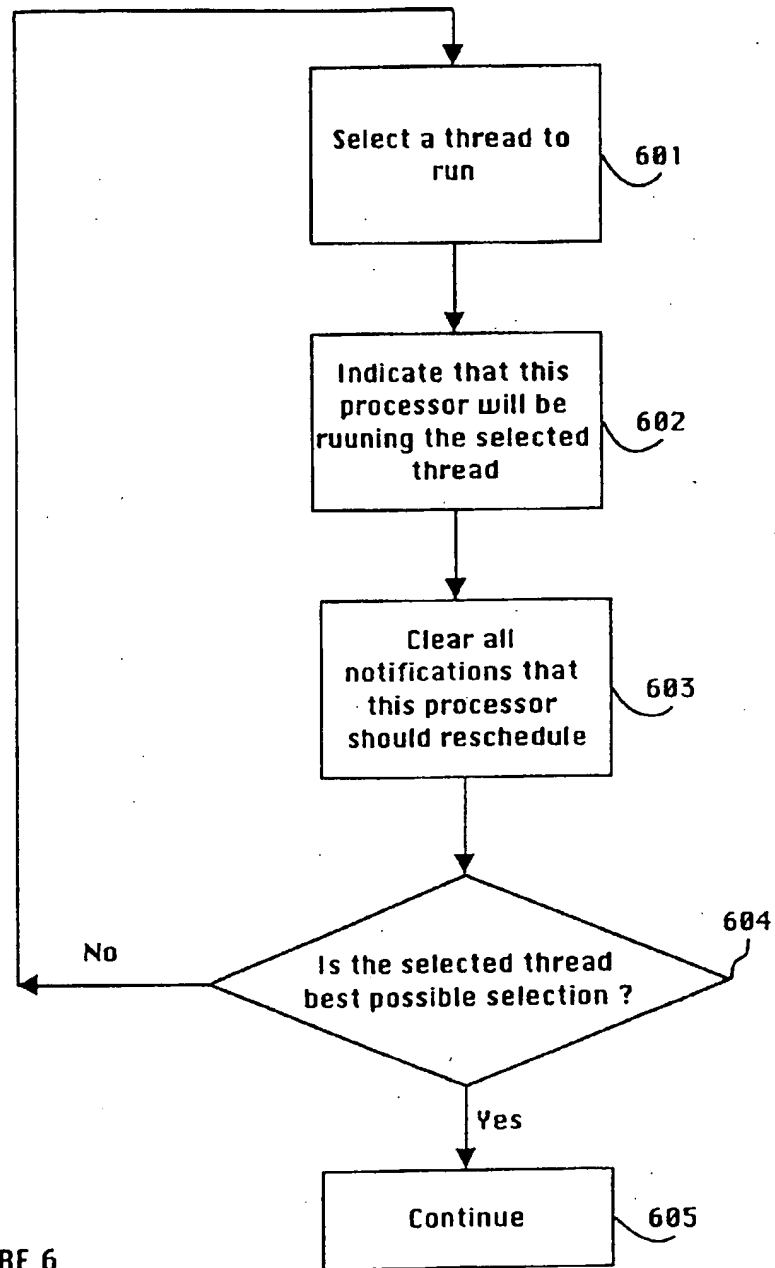 Select a thread to
run
601
Indicate that this
processor will be
ruuning the selected
thread
602
Clear all
notifications that
this processor
should reschedule
603
604
No
Is the selected thread
best possible selection ?
Yes
Continue
605
RE 6